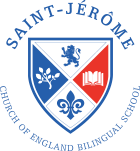 SAINT-JÉRÔME
CHURCH OF ENGLAND BILINGUAL SCHOOL